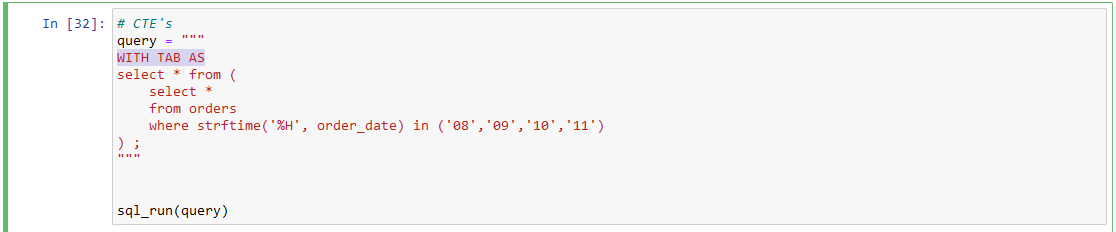 In [32]: # CTE's
query = """
WITH TAB AS
select * from (
    select *
    from orders
    where strftime('%H', order_date) in ('08','09','10','11')
) ;
"""
sql_run(query)